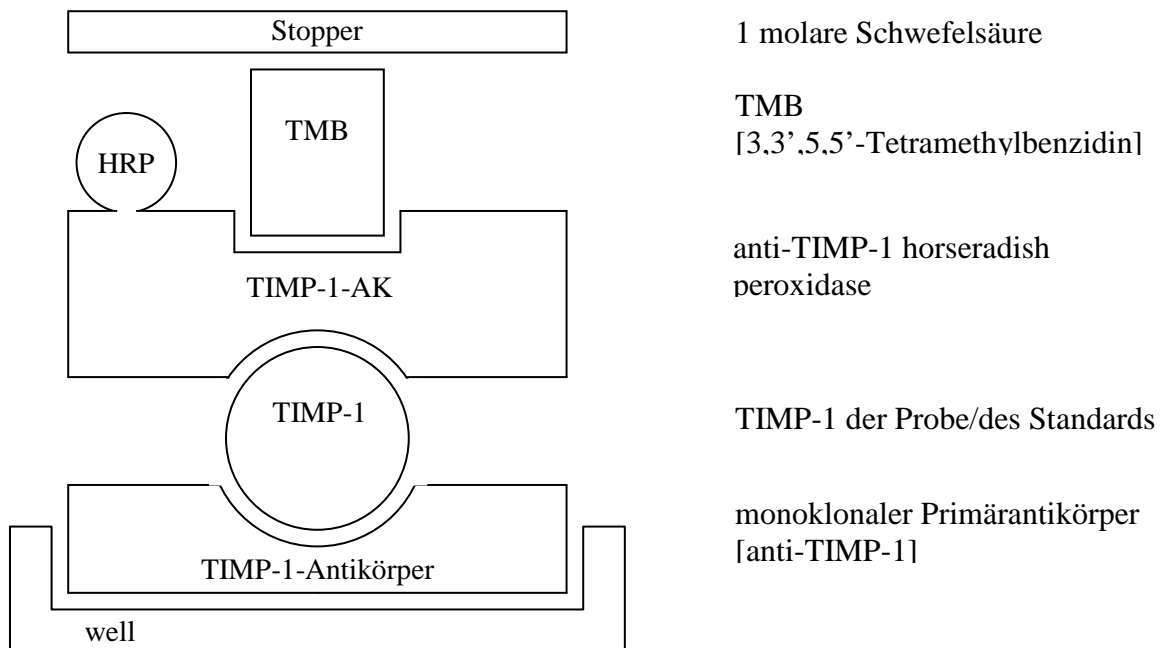 Stopper
1 molare Schwefelsäure
TMB
HRP
TMB
[3,3’,5,5’-Tetramethylbenzidin]
TIMP-1-AK
anti-TIMP-1 horseradish
peroxidase
TIMP-1
TIMP-1 der Probe/des Standards
TIMP-1-Antikörper
monoklonaler Primärantikörper
[anti-TIMP-1]
well